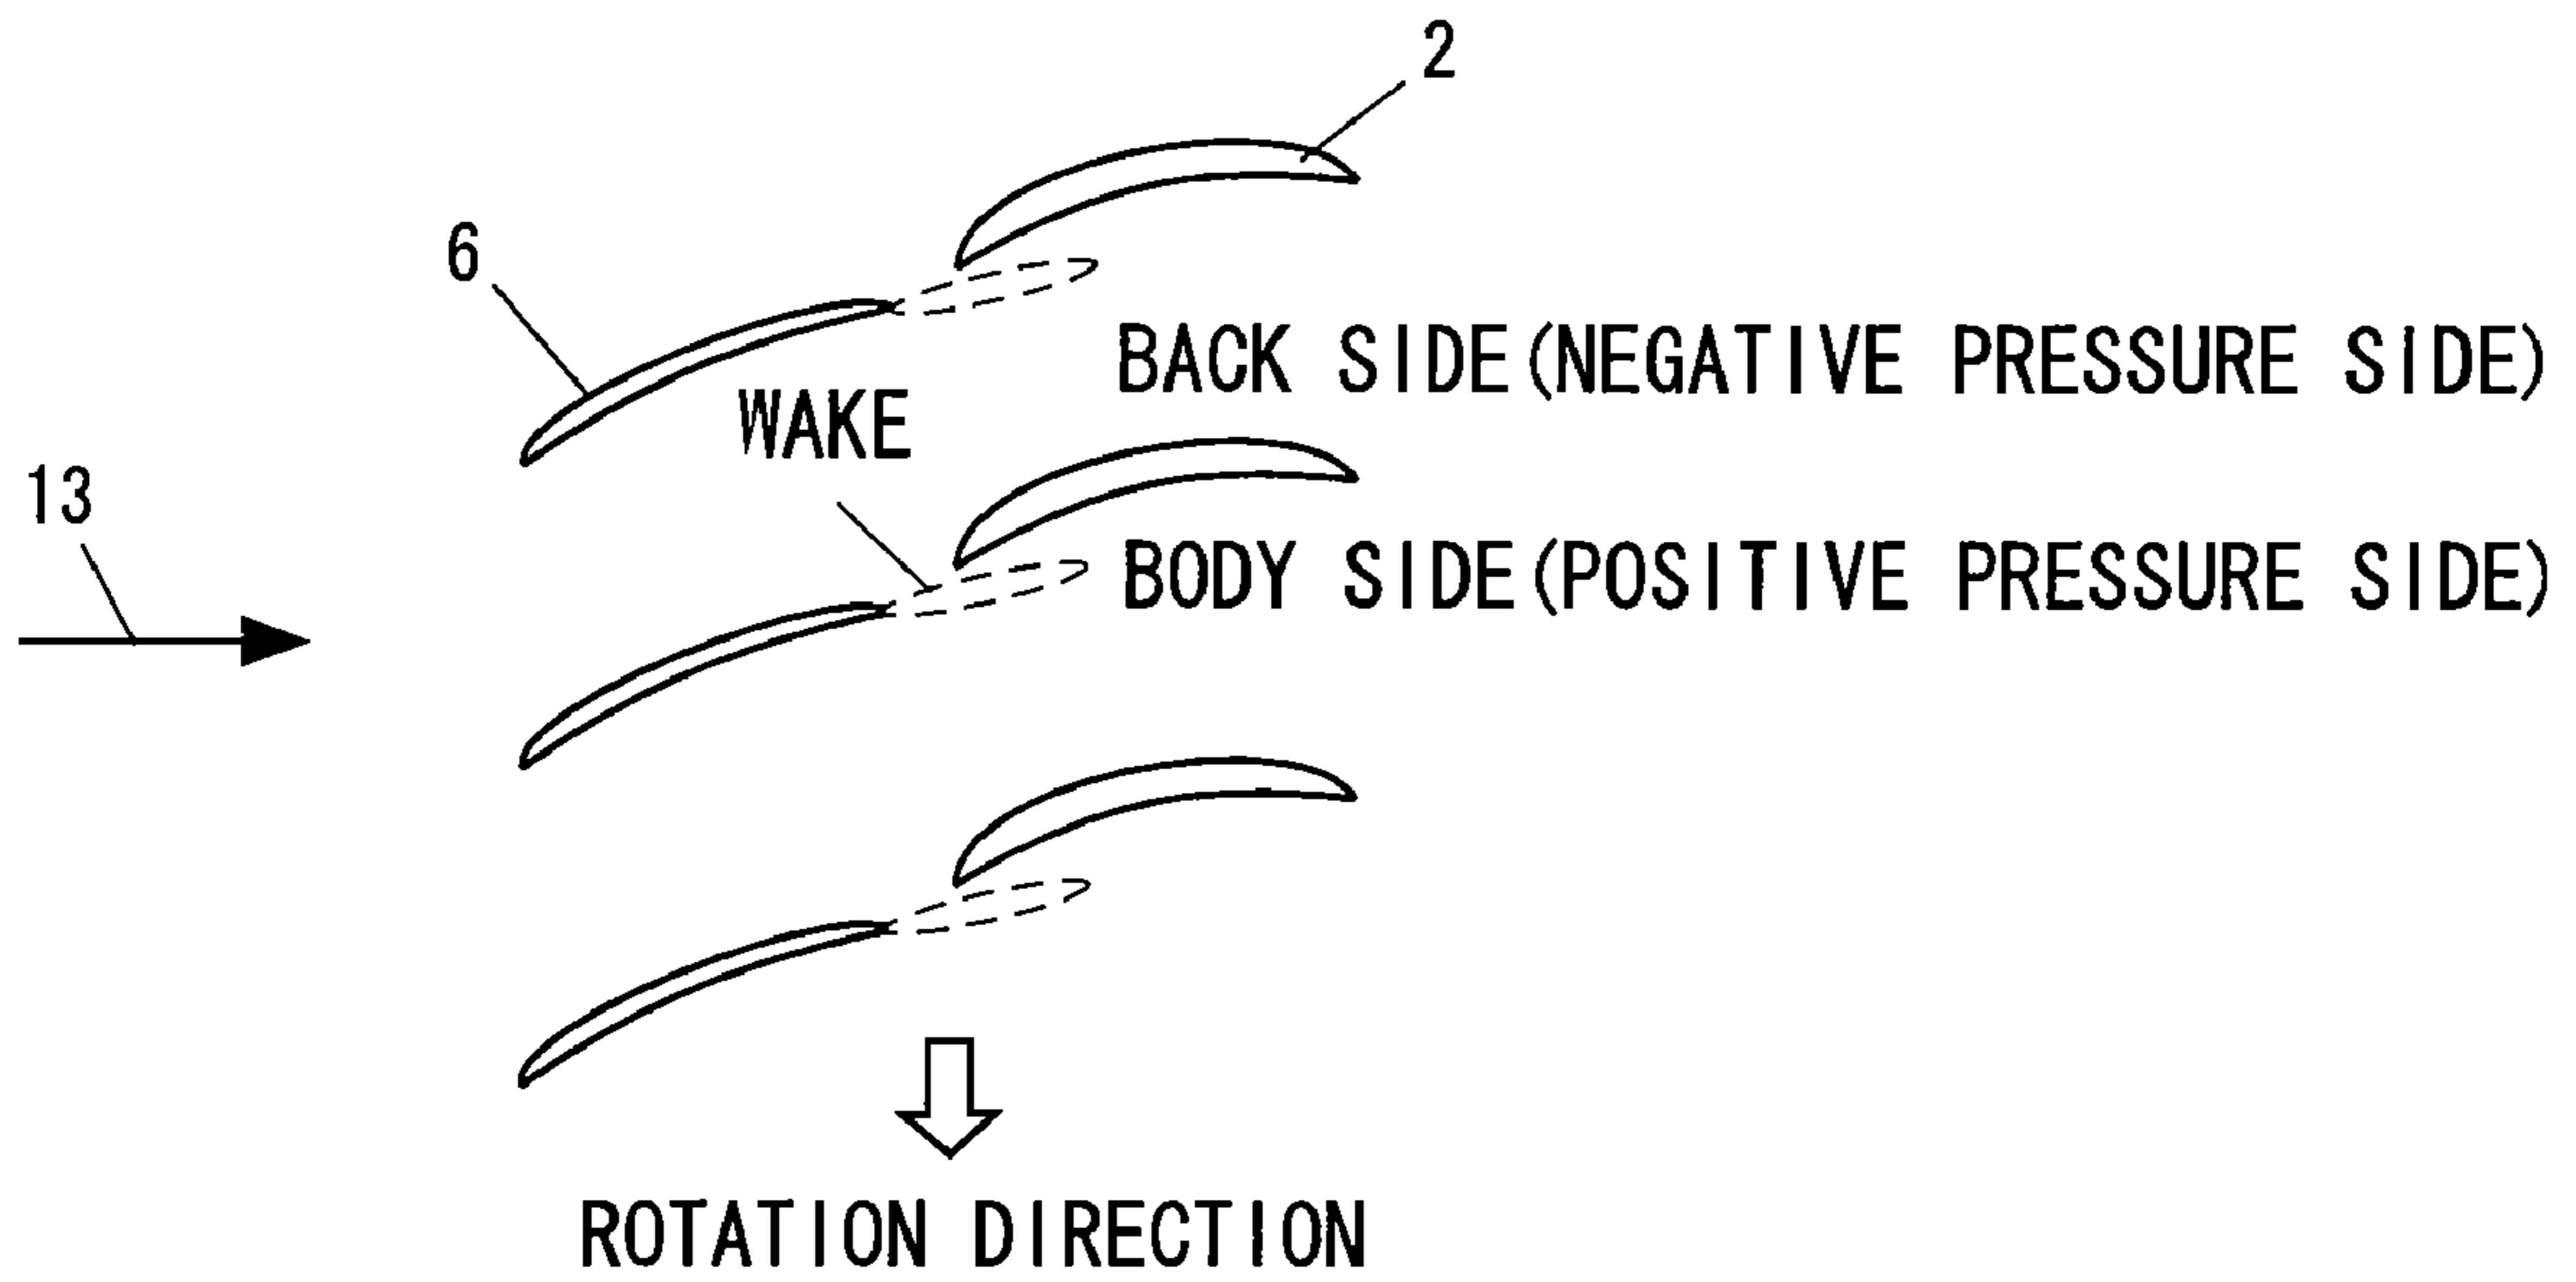 2
6
BACK SIDE(NEGATIVE PRESSURE SIDE)
WAKE
13
BODY SIDE(POSITIVE PRESSURE SIDE)
ROTATION DIRECTION